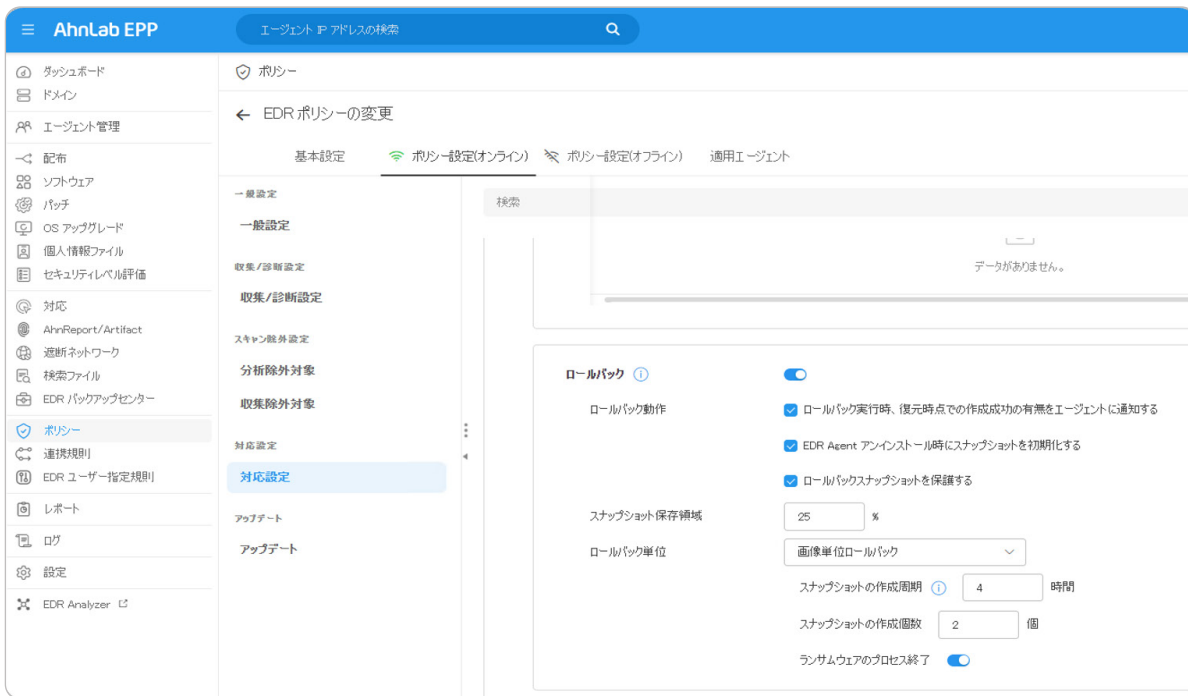 AhnLab EPP
エージェント IP アドレスの検索
ダッシュボード
ドメイン
エージェント管理
配布
ソフトウェア
パッチ
OS アップグレード
個人情報ファイル
セキュリティレベル評価
対応
AhnReport/Artifact
遮断ネットワーク
検索ファイル
EDR バックアップセンター
ポリシー
連携規則
EDR ユーザー指定規則
レポート
ログ
設定
EDR Analyzer
ポリシー
EDR ポリシーの変更
基本設定 ポリシー設定(オンライン) ポリシー設定(オフライン) 適用エージェント
一般設定
一般設定
収集/診断設定
収集/診断設定
スキャン除外設定
分析除外対象
収集除外対象
対応設定
対応設定
アップデート
アップデート
検索
データがありません。
ロールバック
ロールバック動作
ロールバック実行時、復元時点での作成成功の有無をエージェントに通知する
EDR Agent アンインストール時にスナップショットを初期化する
ロールバックスナップショットを保護する
スナップショット保存領域 25 %
ロールバック単位 画像単位ロールバック
スナップショットの作成周期 4 時間
スナップショットの作成個数 2 個
ランサムウェアのプロセス終了